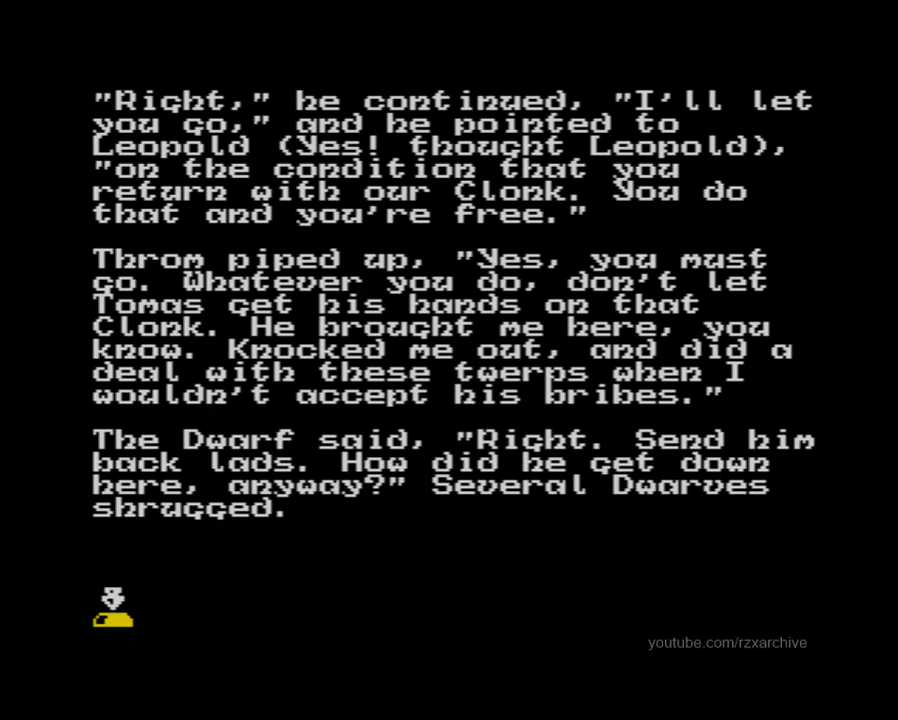 "Right," he continued, "I'll let
you go," and he pointed to
Leopold (Yes! thought Leopold),
"on the condition that you
return with our Clonk. You do
that and you're free."
Throm piped up, "Yes, you must
go. Whatever you do, don't let
Tomas get his hands on that
Clonk. He brought me here, you
know. Knocked me out, and did a
deal with these twerps when I
wouldn't accept his bribes."
The Dwarf said, "Right. Send him
back lads. How did he get down
here, anyway?" Several Dwarves
shrugged.
youtube.com/rzxarchive